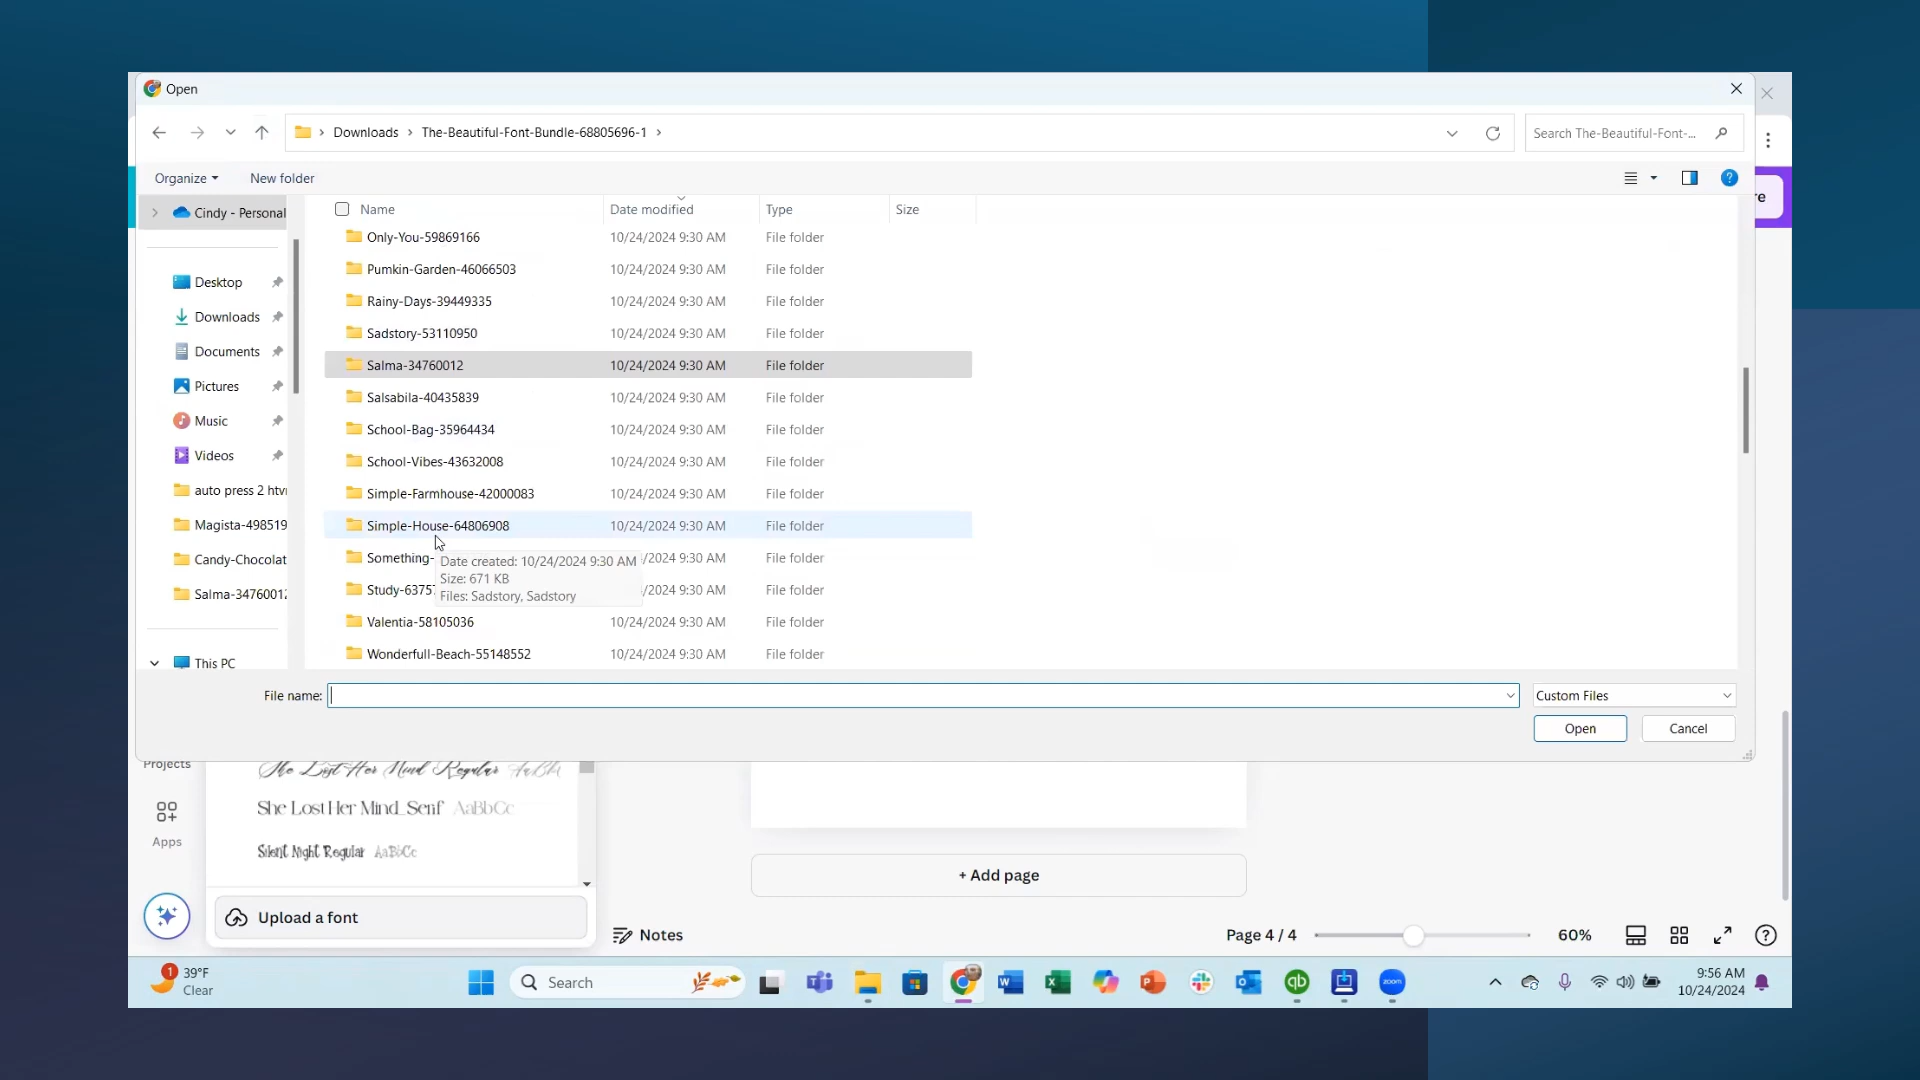 Open
Downloads > The-Beautiful-Font-Bundle-68805696-1 >
Search The-Beautiful-Font-...
Organize
New folder
Cindy - Personal
Name Date modified Type Size
Only-You-59869166 10/24/2024 9:30 AM File folder
Pumkin-Garden-46066503 10/24/2024 9:30 AM File folder
Rainy-Days-39449335 10/24/2024 9:30 AM File folder
Sadstory-53110950 10/24/2024 9:30 AM File folder
Salma-34760012 10/24/2024 9:30 AM File folder
Salsabila-40435839 10/24/2024 9:30 AM File folder
School-Bag-35964434 10/24/2024 9:30 AM File folder
School-Vibes-43632008 10/24/2024 9:30 AM File folder
Simple-Farmhouse-42000083 10/24/2024 9:30 AM File folder
Simple-House-64806908 10/24/2024 9:30 AM File folder
Something- /24/2024 9:30 AM File folder
Study-6375 /24/2024 9:30 AM File folder
Valentia-58105036 10/24/2024 9:30 AM File folder
Wonderfull-Beach-55148552 10/24/2024 9:30 AM File folder
Date created: 10/24/2024 9:30 AM
Size: 671 KB
Files: Sadstory, Sadstory
Desktop
Downloads
Documents
Pictures
Music
Videos
auto press 2 htv
Magista-498519
Candy-Chocolat
Salma-34760012
This PC
File name:
Custom Files
Open
Cancel
re
Projects
Apps
She Lost Her Mind Regular AaBb
She Lost Her Mind_Serif AaBbCc
Silent Night Regular AaBbCc
Upload a font
+ Add page
Notes
Page 4 / 4
60%
1
39°F
Clear
Search
zoom
9:56 AM
10/24/2024